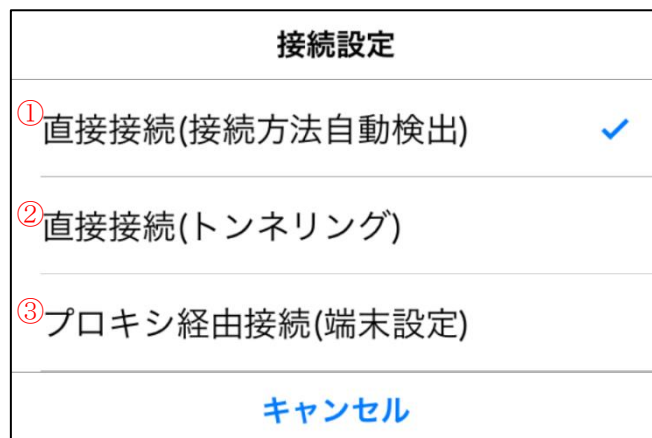 接続設定
①直接接続(接続方法自動検出)
②直接接続(トンネリング)
③プロキシ経由接続(端末設定)
キャンセル